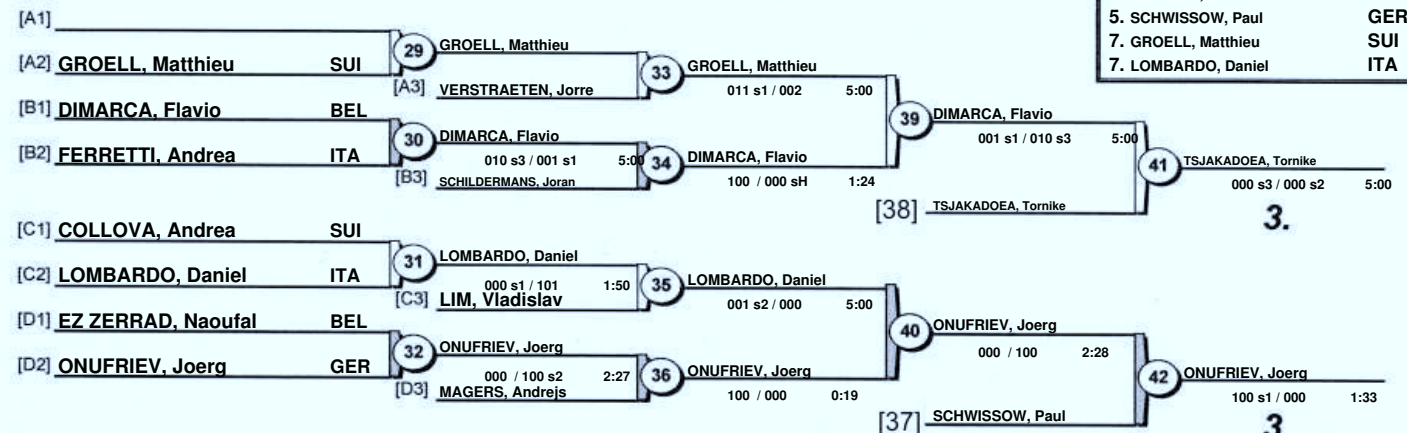 5. SCHWISSOW, Paul GER
7. GROELL, Matthieu SUI
7. LOMBARDO, Daniel ITA
[A1]
[A2] GROELL, Matthieu SUI
29 GROELL, Matthieu
[A3] VERSTRAETEN, Jorre
33 GROELL, Matthieu
011 s1 / 002 5:00
[B1] DIMARCA, Flavio BEL
[B2] FERRETTI, Andrea ITA
30 DIMARCA, Flavio
010 s3 / 001 s1 5:00
[B3] SCHILDERMANS, Joran
34 DIMARCA, Flavio
100 / 000 sH 1:24
39 DIMARCA, Flavio
001 s1 / 010 s3 5:00
[38] TSJAKADOEA, Tornike
41 TSJAKADOEA, Tornike
000 s3 / 000 s2 5:00
3.
[C1] COLLOVA, Andrea SUI
[C2] LOMBARDO, Daniel ITA
31 LOMBARDO, Daniel
000 s1 / 101 1:50
[C3] LIM, Vladislav
35 LOMBARDO, Daniel
001 s2 / 000 5:00
[D1] EZ ZERRAD, Naoufal BEL
[D2] ONUFRIEV, Joerg GER
32 ONUFRIEV, Joerg
000 / 100 s2 2:27
[D3] MAGERS, Andrejs
36 ONUFRIEV, Joerg
100 / 000 0:19
40 ONUFRIEV, Joerg
000 / 100 2:28
[37] SCHWISSOW, Paul
42 ONUFRIEV, Joerg
100 s1 / 000 1:33
3